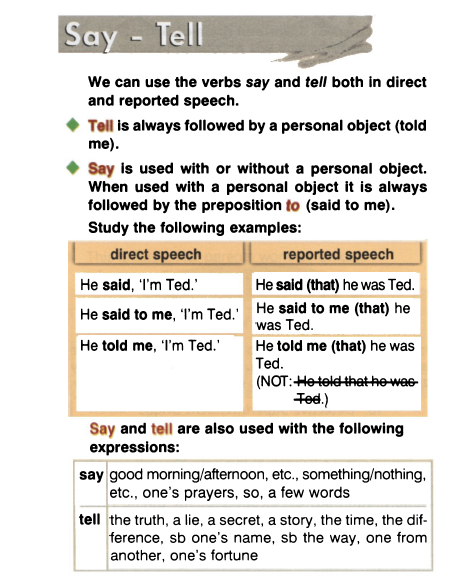 Say - Tell
We can use the verbs say and tell both in direct
and reported speech.
Tell is always followed by a personal object (told
me).
Say is used with or without a personal object.
When used with a personal object it is always
followed by the preposition to (said to me).
Study the following examples:
direct speech
reported speech
He said, ‘I’m Ted.’
He said (that) he was Ted.
He said to me, ‘I’m Ted.’
He said to me (that) he
was Ted.
He told me, ‘I’m Ted.’
He told me (that) he was
Ted.
(NOT: He told that he was
Ted.)
Say and tell are also used with the following
expressions:
say good morning/afternoon, etc., something/nothing,
etc., one’s prayers, so, a few words
tell the truth, a lie, a secret, a story, the time, the dif-
ference, sb one’s name, sb the way, one from
another, one’s fortune